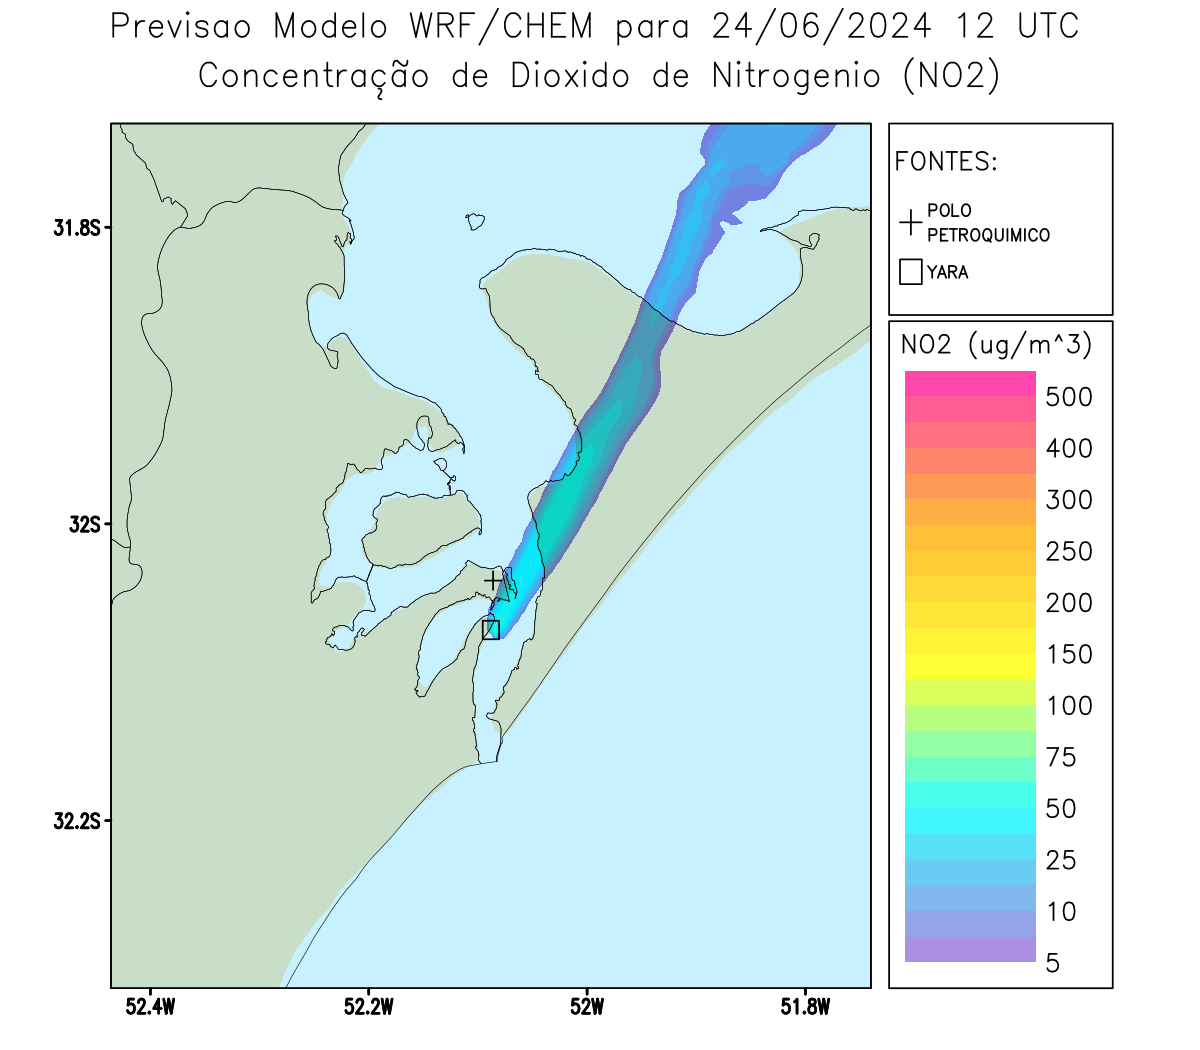 Previsao Modelo WRF/CHEM para 24/06/2024 12 UTC
Concentração de Dioxido de Nitrogenio (NO2)
FONTES:
POLO
PETROQUIMICO
YARA
NO2 (ug/m^3)
500
400
300
250
200
150
100
75
50
25
10
5
31.8S
32S
32.2S
52.4W
52.2W
52W
51.8W